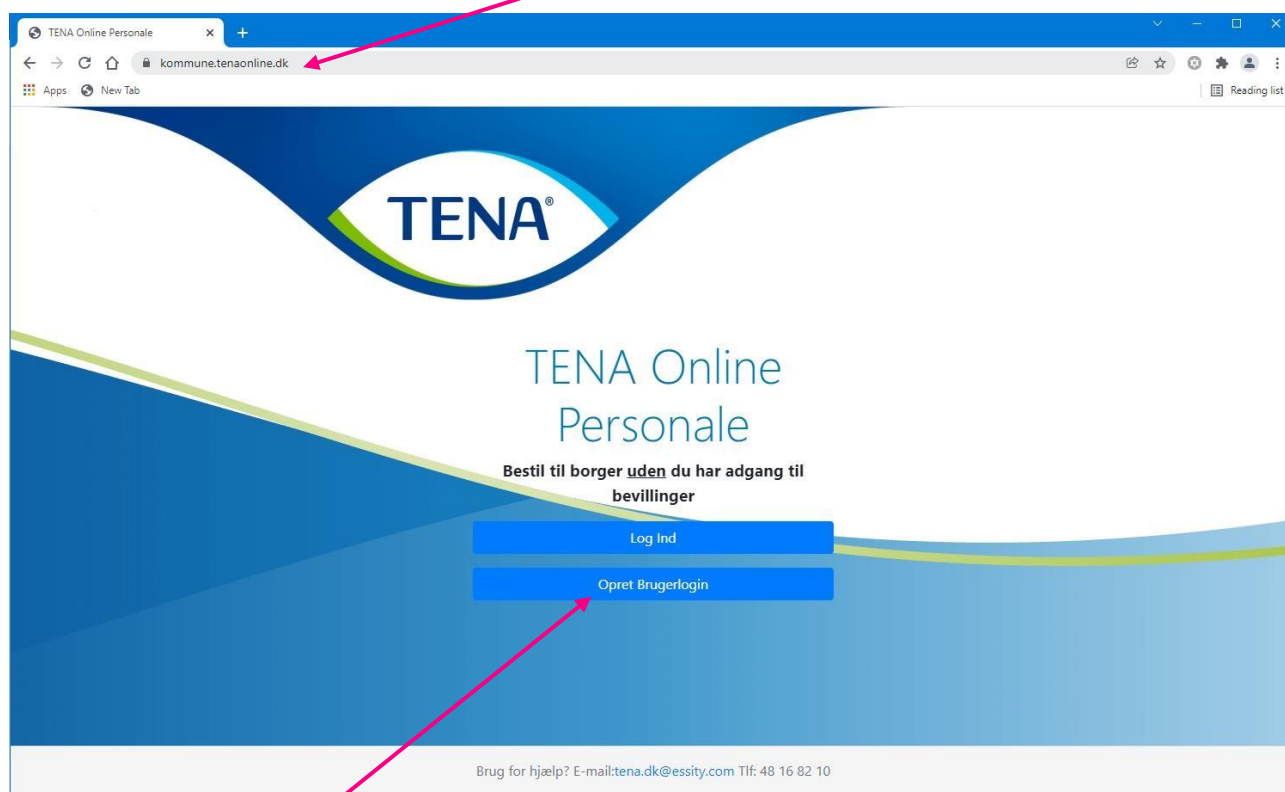 TENA Online Personale
kommune.tenaonline.dk
Apps New Tab Reading list
TENA®
TENA Online
Personale
Bestil til borger uden du har adgang til
bevillinger
Log Ind
Opret Brugerlogin
Brug for hjælp? E-mail:tena.dk@essity.com Tlf: 48 16 82 10